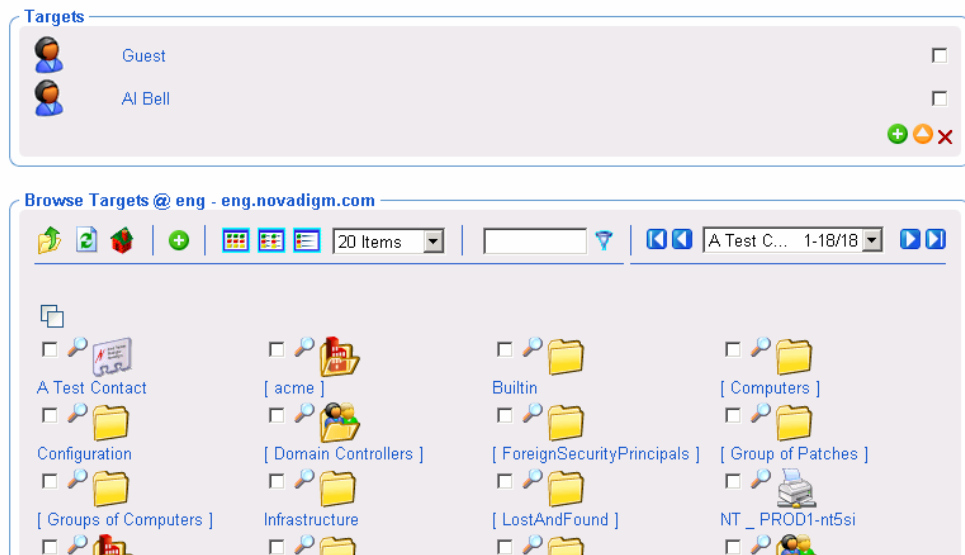 Targets
Guest
Al Bell
Browse Targets @ eng - eng.novadigm.com
20 Items
A Test C... 1-18/18
A Test Contact
[ acme ]
Builtin
[ Computers ]
Configuration
[ Domain Controllers ]
[ ForeignSecurityPrincipals ]
[ Group of Patches ]
[ Groups of Computers ]
Infrastructure
[ LostAndFound ]
NT _ PROD1-nt5si